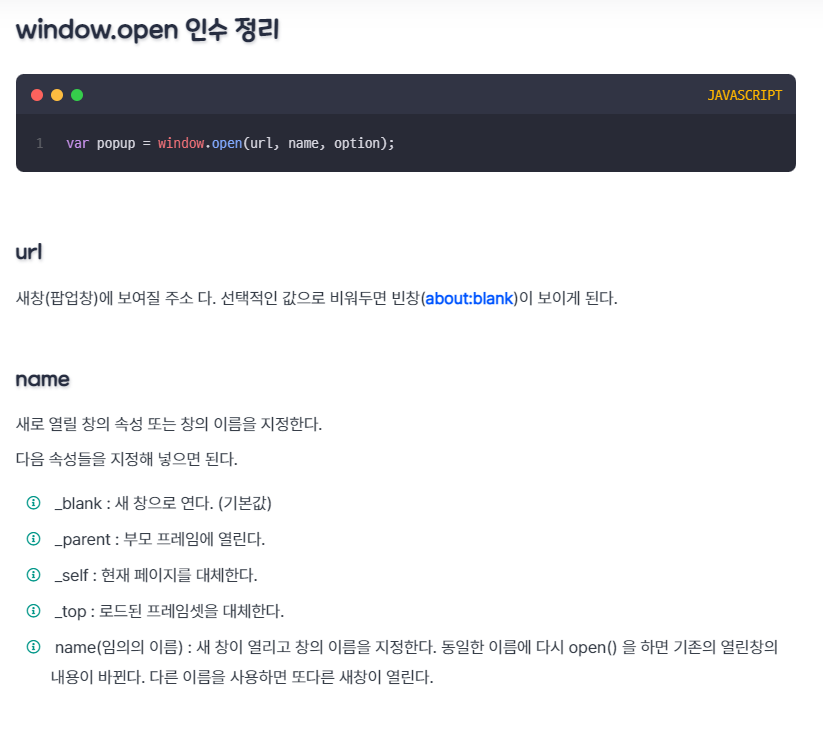 window.open 인수 정리
JAVASCRIPT
1 var popup = window.open(url, name, option);
url
새창(팝업창)에 보여질 주소 다. 선택적인 값으로 비워두면 빈창(about:blank)이 보이게 된다.
name
새로 열릴 창의 속성 또는 창의 이름을 지정한다.
다음 속성들을 지정해 넣으면 된다.
_blank : 새 창으로 연다. (기본값)
_parent : 부모 프레임에 열린다.
_self : 현재 페이지를 대체한다.
_top : 로드된 프레임셋을 대체한다.
name(임의의 이름) : 새 창이 열리고 창의 이름을 지정한다. 동일한 이름에 다시 open() 을 하면 기존의 열린창의
내용이 바뀐다. 다른 이름을 사용하면 또다른 새창이 열린다.